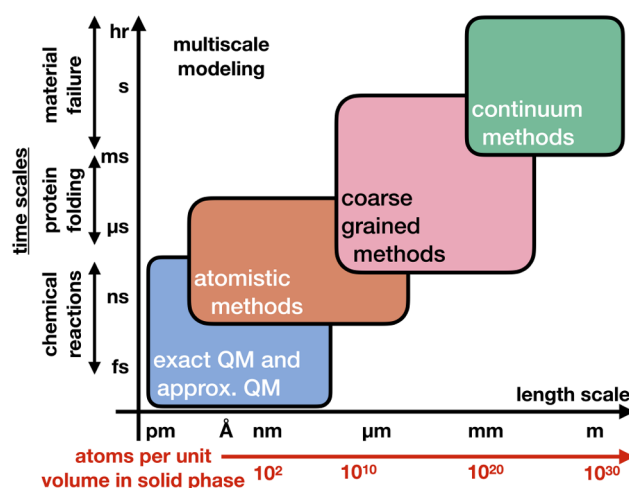 multiscale
modeling
time scales
material
failure
protein
folding
chemical
reactions
hr
s
ms
µs
ns
fs
continuum
methods
coarse
grained
methods
atomistic
methods
exact QM and
approx. QM
length scale
pm Å nm µm mm m
atoms per unit
volume in solid phase
10² 10¹⁰ 10²⁰ 10³⁰